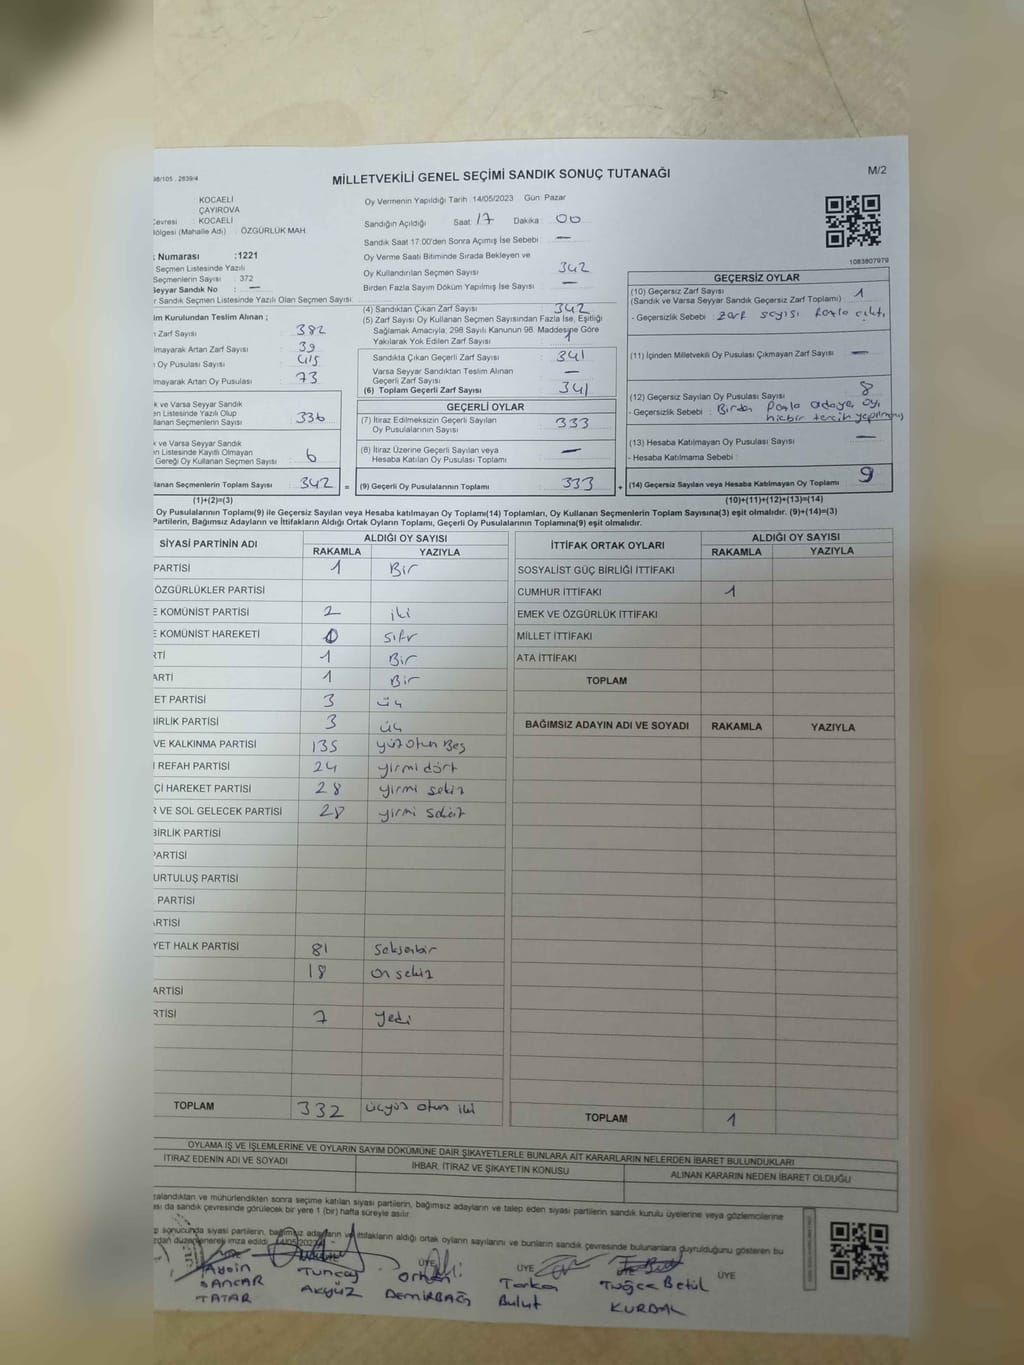 98/105 . 2839/4
MİLLETVEKİLİ GENEL SEÇİMİ SANDIK SONUÇ TUTANAĞI
M/2
KOCAELİ
ÇAYIROVA
Çevresi : KOCAELİ
Bölgesi (Mahalle Adı) : ÖZGÜRLÜK MAH.
Numarası :1221
Seçmen Listesinde Yazılı
Seçmenlerin Sayısı : 372
Seyyar Sandık No : —
Sandık Seçmen Listesinde Yazılı Olan Seçmen Sayısı:
Oy Vermenin Yapıldığı Tarih : 14/05/2023 Gün: Pazar
Sandığın Açıldığı Saat: 17 Dakika : 00
Sandık Saat 17:00'den Sonra Açımış İse Sebebi : —
Oy Verme Saati Bitiminde Sırada Bekleyen ve
Oy Kullandırılan Seçmen Sayısı : 342
Birden Fazla Sayım Döküm Yapılmış İse Sayısı : —
1083807979
im Kurulundan Teslim Alınan ;
Zarf Sayısı : 382
lmayarak Artan Zarf Sayısı : 39
Oy Pusulası Sayısı : 415
lmayarak Artan Oy Pusulası : 73
k ve Varsa Seyyar Sandık
en Listesinde Yazılı Olup
llanan Seçmenlerin Sayısı : 336
k ve Varsa Seyyar Sandık
n Listesinde Kayıtlı Olmayan
Gereği Oy Kullanan Seçmen Sayısı : 6
lanan Seçmenlerin Toplam Sayısı : 342 =
(1)+(2)=(3)
(4) Sandıktan Çıkan Zarf Sayısı : 342
(5) Zarf Sayısı Oy Kullanan Seçmen Sayısından Fazla İse, Eşitliği
Sağlamak Amacıyla; 298 Sayılı Kanunun 98. Maddesine Göre
Yakılarak Yok Edilen Zarf Sayısı : 1
Sandıkta Çıkan Geçerli Zarf Sayısı : 341
Varsa Seyyar Sandıktan Teslim Alınan
Geçerli Zarf Sayısı : —
(6) Toplam Geçerli Zarf Sayısı : 341
GEÇERLİ OYLAR
(7) İtiraz Edilmeksizin Geçerli Sayılan
Oy Pusulalarının Sayısı : 333
(8) İtiraz Üzerine Geçerli Sayılan veya
Hesaba Katılan Oy Pusulası Toplamı : —
(9) Geçerli Oy Pusulalarının Toplamı : 333 +
GEÇERSİZ OYLAR
(10) Geçersiz Zarf Sayısı : 1
(Sandık ve Varsa Seyyar Sandık Geçersiz Zarf Toplamı)
- Geçersizlik Sebebi : Zarf sayısı fazla çıktı.
(11) İçinden Milletvekili Oy Pusulası Çıkmayan Zarf Sayısı : —
(12) Geçersiz Sayılan Oy Pusulası Sayısı : 8
- Geçersizlik Sebebi : Birden fazla adaya oy,
hiçbir tercih yapılmamış
(13) Hesaba Katılmayan Oy Pusulası Sayısı : —
- Hesaba Katılmama Sebebi :
(14) Geçersiz Sayılan veya Hesaba Katılmayan Oy Toplamı : 9
(10)+(11)+(12)+(13)=(14)
Oy Pusulalarının Toplamı(9) ile Geçersiz Sayılan veya Hesaba katılmayan Oy Toplamı(14) Toplamları, Oy Kullanan Seçmenlerin Toplam Sayısına(3) eşit olmalıdır. (9)+(14)=(3)
Partilerin, Bağımsız Adayların ve İttifakların Aldığı Ortak Oyların Toplamı, Geçerli Oy Pusulalarının Toplamına(9) eşit olmalıdır.
SİYASİ PARTİNİN ADI ALDIĞI OY SAYISI
RAKAMLA YAZIYLA
PARTİSİ 1 Bir
ÖZGÜRLÜKLER PARTİSİ
E KOMÜNİST PARTİSİ 2 iki
E KOMÜNİST HAREKETİ 0 sıfır
RTİ 1 Bir
ARTİ 1 Bir
ET PARTİSİ 3 üç
BİRLİK PARTİSİ 3 üç
VE KALKINMA PARTİSİ 135 yüz otuz Beş
REFAH PARTİSİ 24 yirmi dört
Çİ HAREKET PARTİSİ 28 yirmi sekiz
VE SOL GELECEK PARTİSİ 28 yirmi sekiz
BİRLİK PARTİSİ
PARTİSİ
URTULUŞ PARTİSİ
PARTİSİ
ARTİSİ
YET HALK PARTİSİ 81 Seksenbir
18 on sekiz
ARTİSİ
RTİSİ 7 yedi
TOPLAM 332 üçyüz otuz iki
İTTİFAK ORTAK OYLARI ALDIĞI OY SAYISI
RAKAMLA YAZIYLA
SOSYALİST GÜÇ BİRLİĞİ İTTİFAKI
CUMHUR İTTİFAKI 1
EMEK VE ÖZGÜRLÜK İTTİFAKI
MİLLET İTTİFAKI
ATA İTTİFAKI
TOPLAM
BAĞIMSIZ ADAYIN ADI VE SOYADI RAKAMLA YAZIYLA
TOPLAM 1
OYLAMA İŞ VE İŞLEMLERİNE VE OYLARIN SAYIM DÖKÜMÜNE DAİR ŞİKAYETLERLE BUNLARA AİT KARARLARIN NELERDEN İBARET BULUNDUKLARI
İTİRAZ EDENİN ADI VE SOYADI İHBAR, İTİRAZ VE ŞİKAYETİN KONUSU ALINAN KARARIN NEDEN İBARET OLDUĞU
zalandıktan ve mühürlendikten sonra seçime katılan siyasi partilerin, bağımsız adayların ve talep eden siyasi partilerin sandık kurulu üyelerine veya gözlemcilerine
ası da sandık çevresinde görülecek bir yere 1 (bir) hafta süreyle asılır.
sonucunda siyasi partilerin, bağımsız adayların ve ittifakların aldığı ortak oyların sayılarını ve bunların sandık çevresinde bulunanlara duyurulduğunu gösteren bu
düzenlenerek imza edildi.
ÜYE ÜYE ÜYE
Aydın SANCAR TATAR
Tuncay Akyüz
Orhan DEMİRBAĞ
Tarkan Bulut
Tuğçe Betül KURDAL